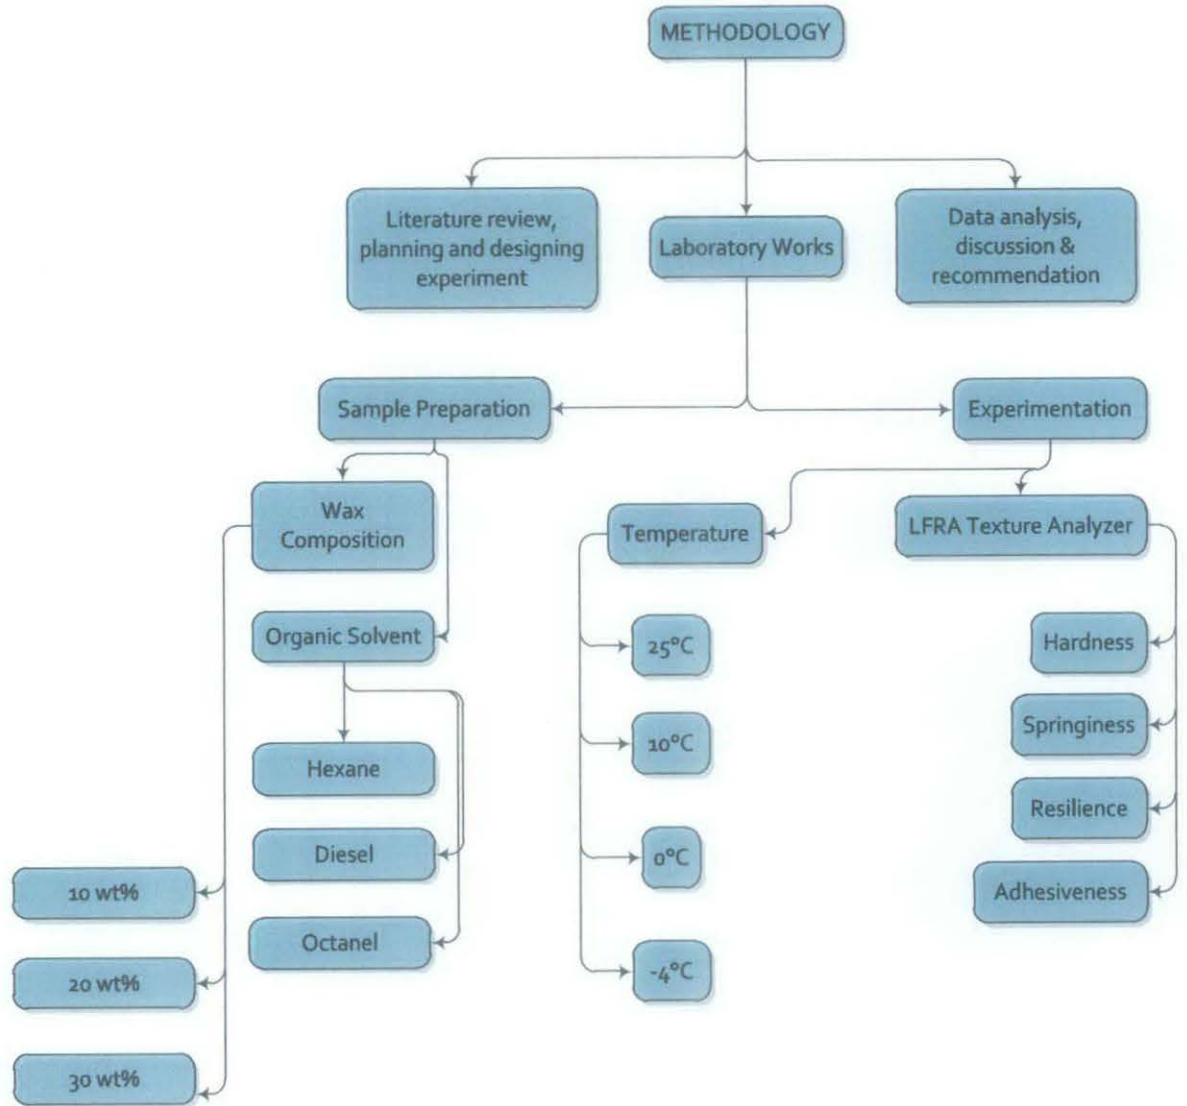 METHODOLOGY
Literature review,
planning and designing
experiment
Laboratory Works
Data analysis,
discussion &
recommendation
Sample Preparation
Experimentation
Wax
Composition
Temperature
LFRA Texture Analyzer
Organic Solvent
25°C
Hardness
10°C
Springiness
Hexane
Resilience
Diesel
0°C
10 wt%
Adhesiveness
Octanel
-4°C
20 wt%
30 wt%